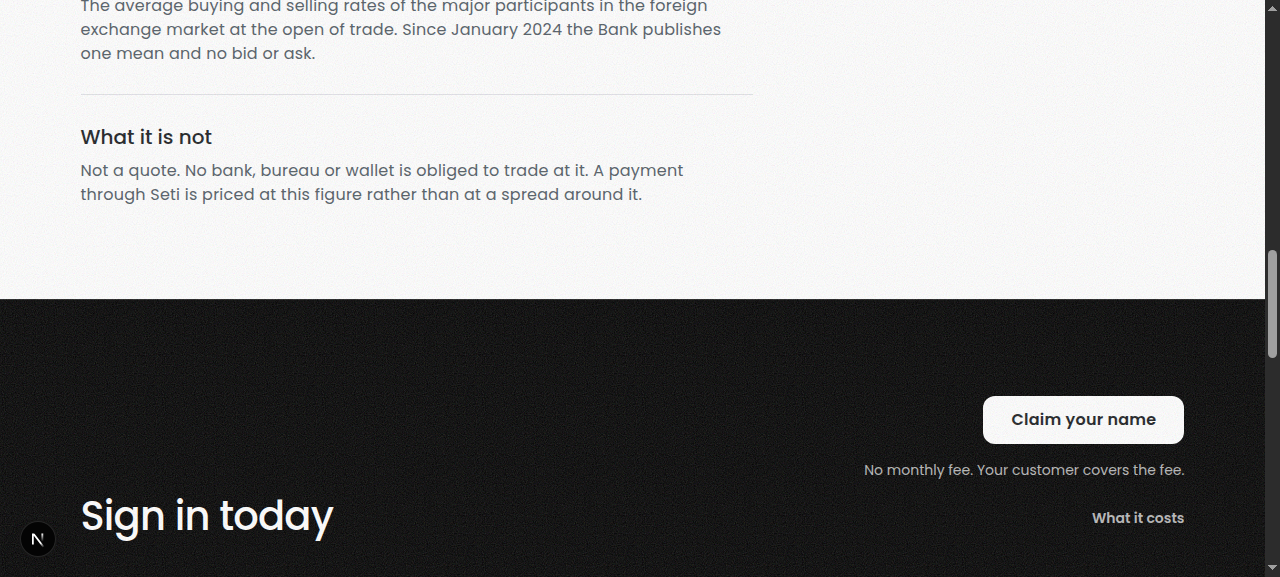 The average buying and selling rates of the major participants in the foreign
exchange market at the open of trade. Since January 2024 the Bank publishes
one mean and no bid or ask.
What it is not
Not a quote. No bank, bureau or wallet is obliged to trade at it. A payment
through Seti is priced at this figure rather than at a spread around it.
Claim your name
No monthly fee. Your customer covers the fee.
Sign in today
What it costs
N